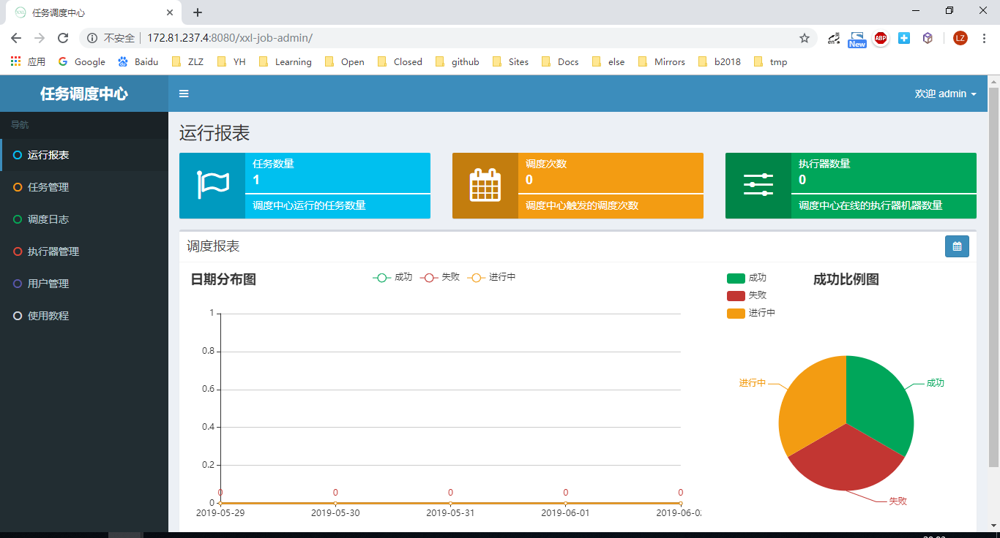 任务调度中心
不安全 172.81.237.4:8080/xxl-job-admin/
New ABP LZ
应用 Google Baidu ZLZ YH Learning Open Closed github Sites Docs else Mirrors b2018 tmp
任务调度中心
欢迎 admin
导航
运行报表
任务管理
调度日志
执行器管理
用户管理
使用教程
运行报表
任务数量
1
调度中心运行的任务数量
调度次数
0
调度中心触发的调度次数
执行器数量
0
调度中心在线的执行器机器数量
调度报表
日期分布图
成功 失败 进行中
1
0.8
0.6
0.4
0.2
0
0 0 0 0 0
2019-05-29 2019-05-30 2019-05-31 2019-06-01
成功
失败
进行中
成功比例图
进行中
成功
失败